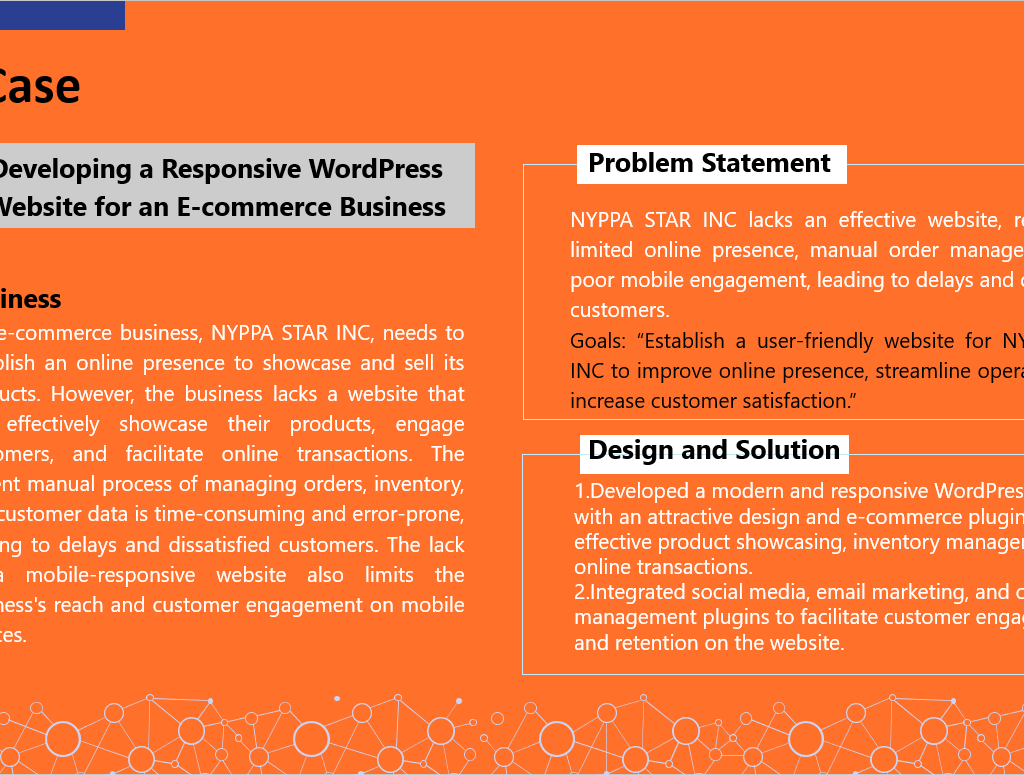 Case
Developing a Responsive WordPress
Website for an E-commerce Business
iness
e-commerce business, NYPPA STAR INC, needs to
lish an online presence to showcase and sell its
ucts. However, the business lacks a website that
effectively showcase their products, engage
omers, and facilitate online transactions. The
ent manual process of managing orders, inventory,
customer data is time-consuming and error-prone,
ng to delays and dissatisfied customers. The lack
a mobile-responsive website also limits the
ness's reach and customer engagement on mobile
ces.
Problem Statement
NYPPA STAR INC lacks an effective website, re
limited online presence, manual order manage
poor mobile engagement, leading to delays and
customers.
Goals: “Establish a user-friendly website for NY
INC to improve online presence, streamline opera
increase customer satisfaction.”
Design and Solution
1.Developed a modern and responsive WordPres
with an attractive design and e-commerce plugin
effective product showcasing, inventory manage
online transactions.
2.Integrated social media, email marketing, and c
management plugins to facilitate customer enga
and retention on the website.